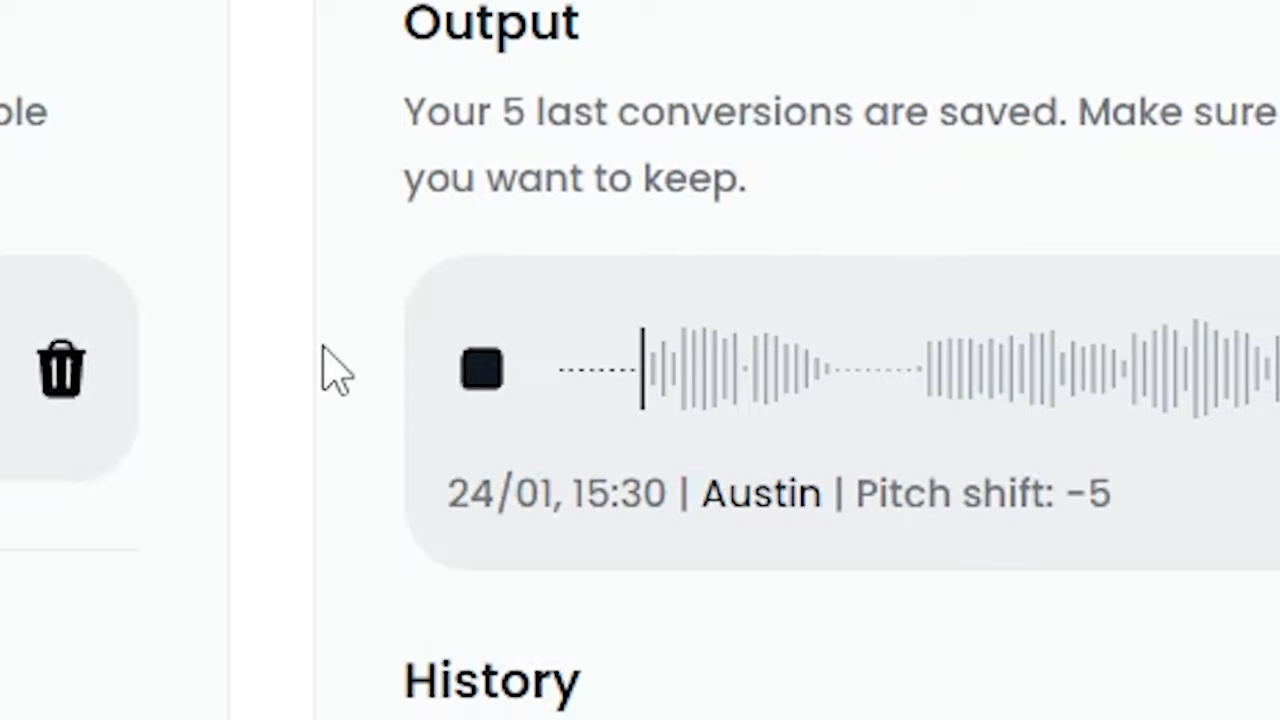 Output
Your 5 last conversions are saved. Make sure
you want to keep.
24/01, 15:30 | Austin | Pitch shift: -5
History